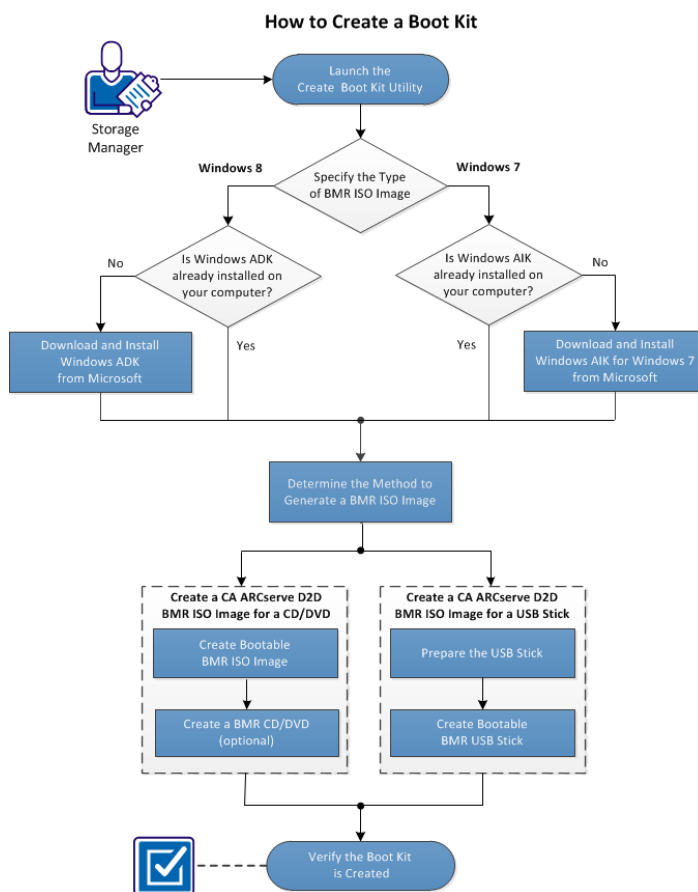 How to Create a Boot Kit
Launch the
Create Boot Kit Utility
Storage
Manager
Windows 8
Windows 7
Specify the Type
of BMR ISO Image
No
Is Windows ADK
already installed on
your computer?
Is Windows AIK
already installed on
your computer?
No
Download and Install
Windows ADK
from Microsoft
Yes
Yes
Download and Install
Windows AIK for Windows 7
from Microsoft
Determine the Method to
Generate a BMR ISO Image
Create a CA ARCserve D2D
BMR ISO Image for a CD/DVD
Create Bootable
BMR ISO Image
Create a BMR CD/DVD
(optional)
Create a CA ARCserve D2D
BMR ISO Image for a USB Stick
Prepare the USB Stick
Create Bootable
BMR USB Stick
Verify the Boot Kit
is Created